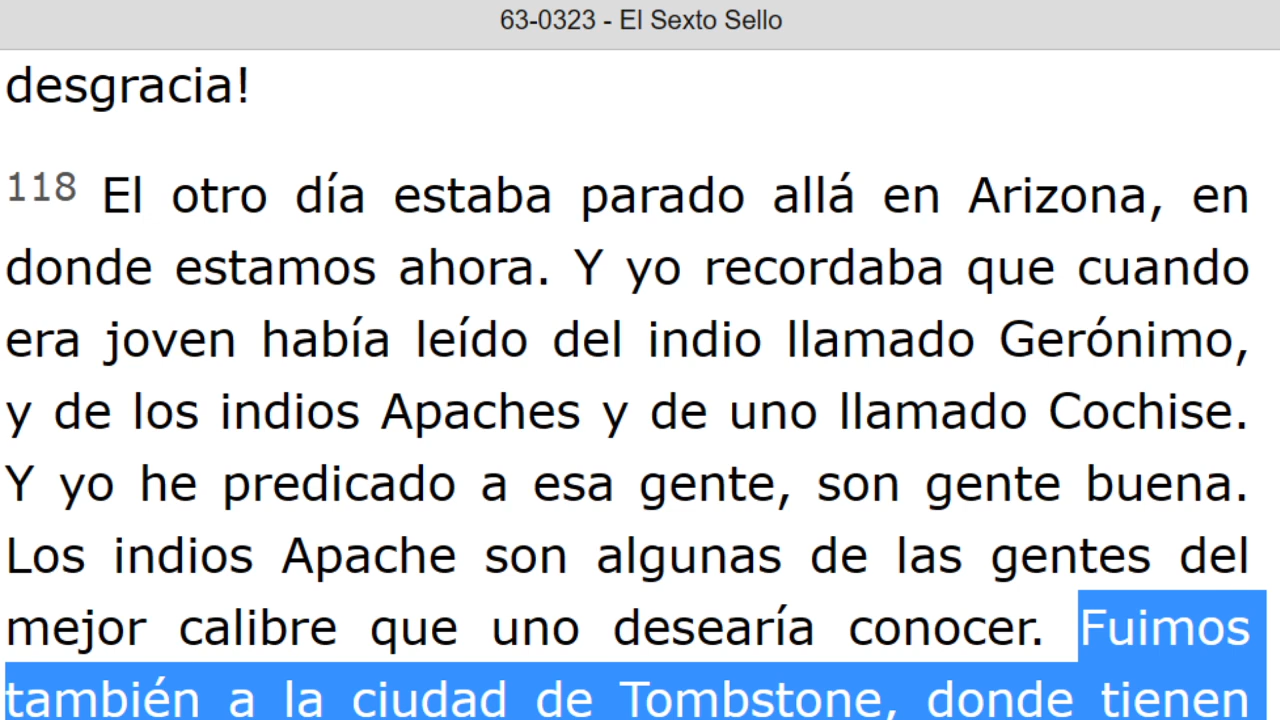 63-0323 - El Sexto Sello
desgracia!
118 El otro día estaba parado allá en Arizona, en
donde estamos ahora. Y yo recordaba que cuando
era joven había leído del indio llamado Gerónimo,
y de los indios Apaches y de uno llamado Cochise.
Y yo he predicado a esa gente, son gente buena.
Los indios Apache son algunas de las gentes del
mejor calibre que uno desearía conocer. Fuimos
también a la ciudad de Tombstone, donde tienen